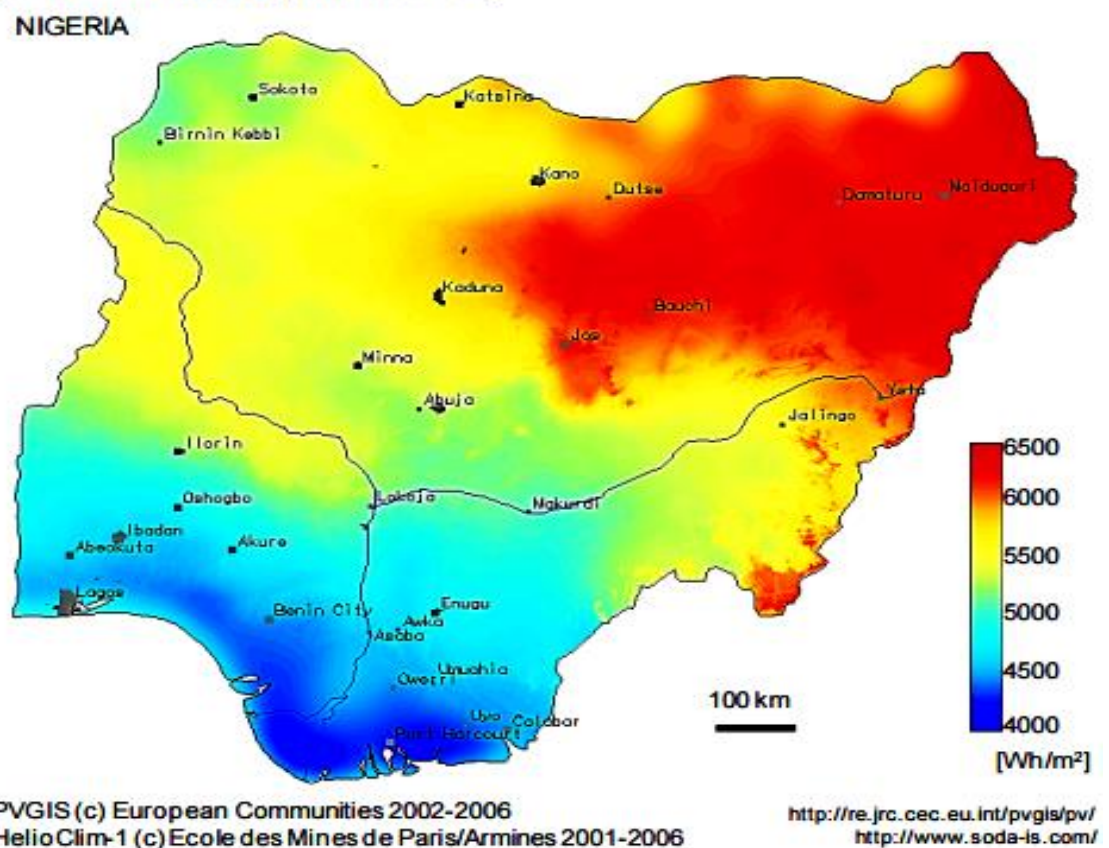 NIGERIA
Sokoto
Katsina
Birnin Kebbi
Kano
Dutse
Damaturu
Maiduguri
Kaduna
Bauchi
Jos
Minna
Abuja
Yola
Jalingo
Ilorin
6500
Lokoja
6000
Oshogbo
Makurdi
Ibadan
Abeokuta
Akure
5500
Lagos
Benin City
Enugu
5000
Awka
Asaba
Umuahia
4500
Owerri
100 km
Uyo
Calabar
4000
Port Harcourt
[Wh/m²]
PVGIS (c) European Communities 2002-2006
http://re.jrc.cec.eu.int/pvgis/pv/
HelioClim-1 (c) Ecole des Mines de Paris/Armines 2001-2006
http://www.soda-is.com/